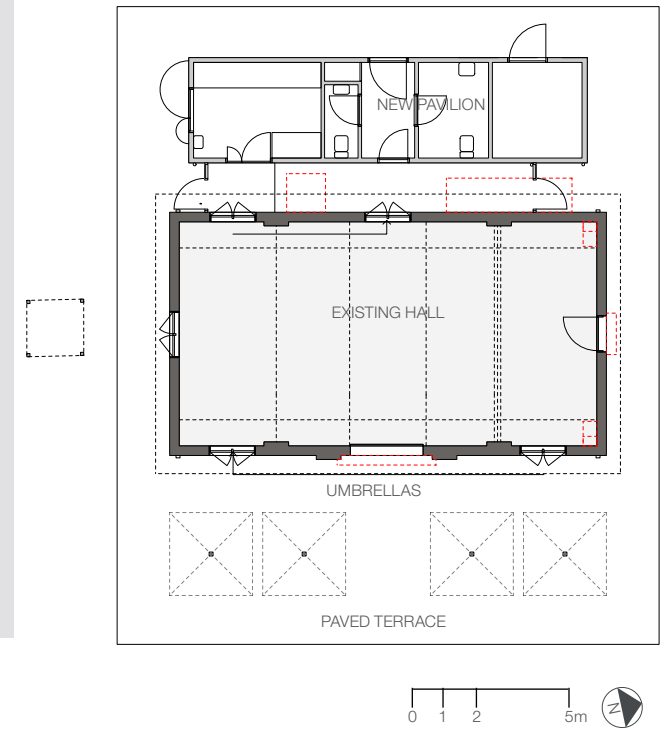 NEW PAVILION
EXISTING HALL
UMBRELLAS
PAVED TERRACE
0 1 2 5m
N